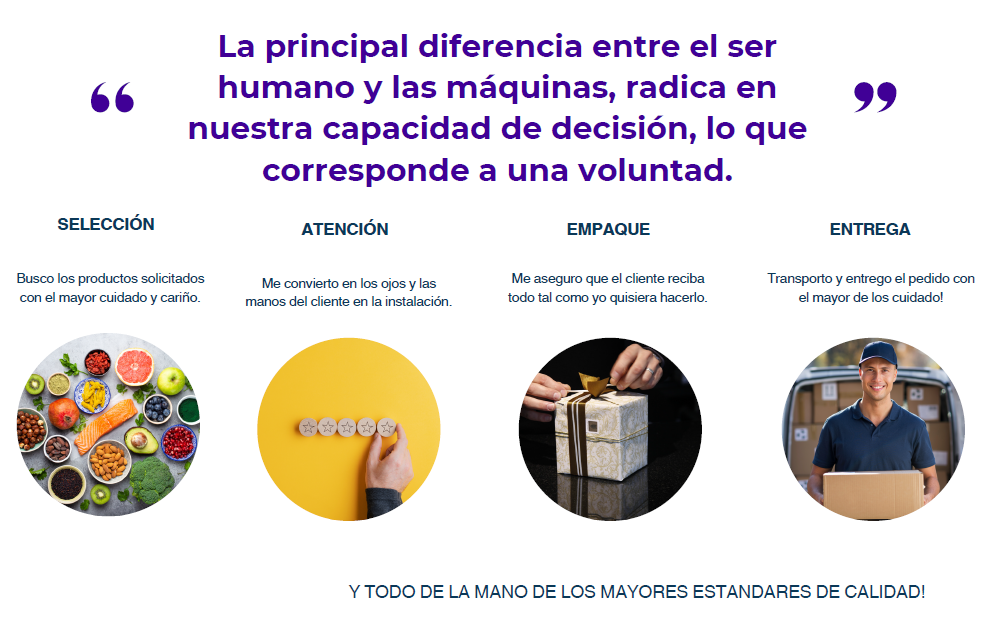 “
La principal diferencia entre el ser
humano y las máquinas, radica en
nuestra capacidad de decisión, lo que
corresponde a una voluntad.
”
SELECCIÓN
Busco los productos solicitados
con el mayor cuidado y cariño.
ATENCIÓN
Me convierto en los ojos y las
manos del cliente en la instalación.
EMPAQUE
Me aseguro que el cliente reciba
todo tal como yo quisiera hacerlo.
ENTREGA
Transporto y entrego el pedido con
el mayor de los cuidado!
Y TODO DE LA MANO DE LOS MAYORES ESTANDARES DE CALIDAD!